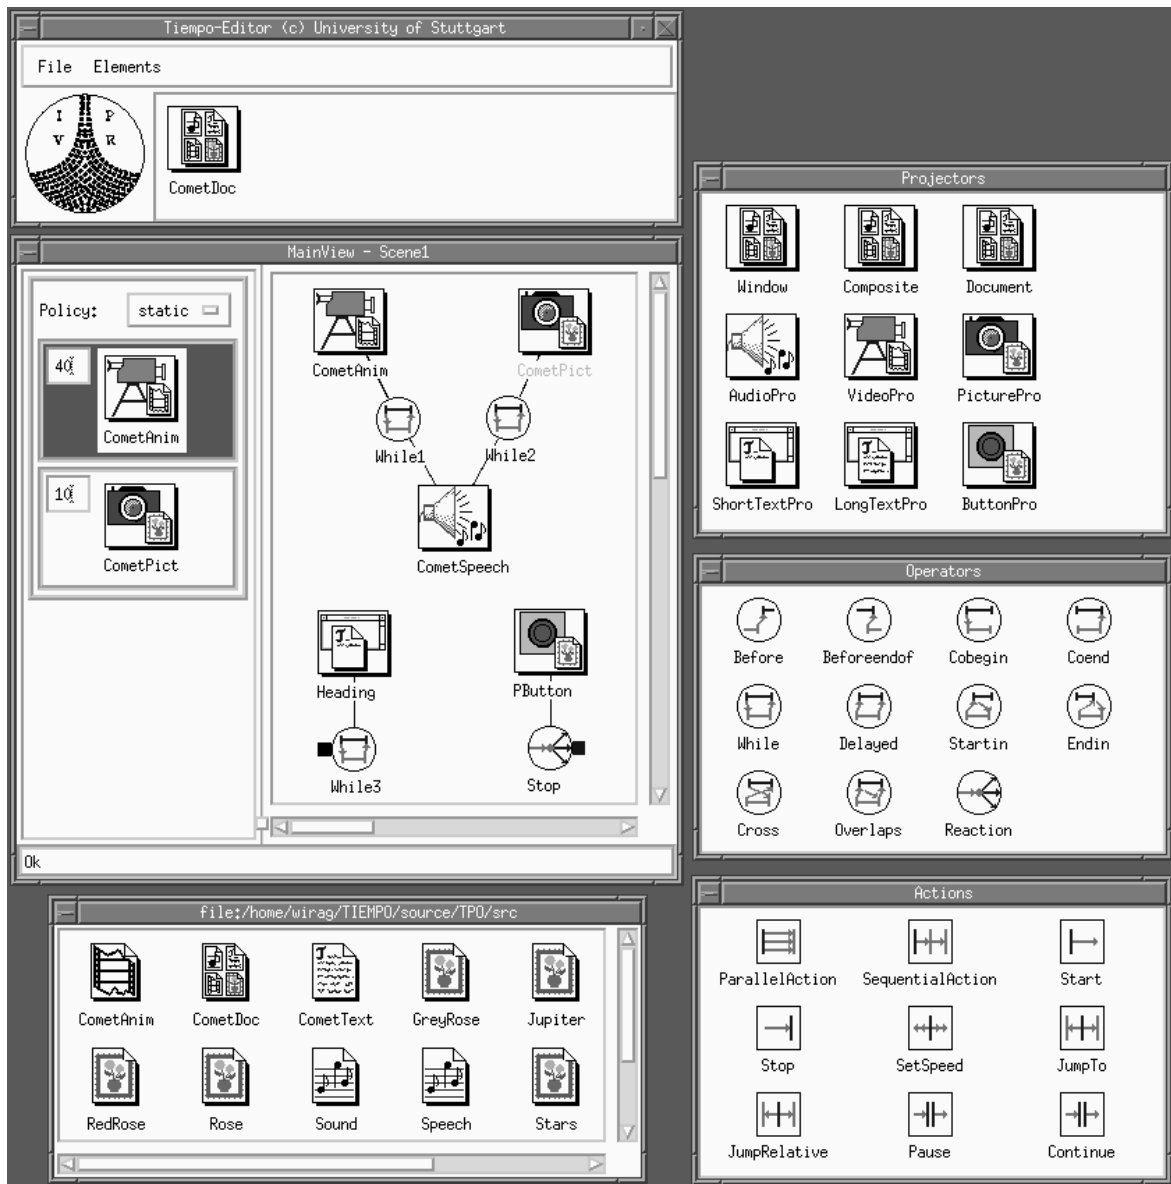 Tiempo-Editor (c) University of Stuttgart
File Elements
I P
V R
CometDoc
MainView - Scene1
Policy: static
40
CometAnim
10
CometPict
CometAnim CometPict
While1 While2
CometSpeech
Heading PButton
While3 Stop
Ok
file:/home/wirag/TIEMPO/source/TPO/src
CometAnim CometDoc CometText GreyRose Jupiter
RedRose Rose Sound Speech Stars
Projectors
Window Composite Document
AudioPro VideoPro PicturePro
ShortTextPro LongTextPro ButtonPro
Operators
Before Beforeendof Cobegin Coend
While Delayed Startin Endin
Cross Overlaps Reaction
Actions
ParallelAction SequentialAction Start
Stop SetSpeed JumpTo
JumpRelative Pause Continue